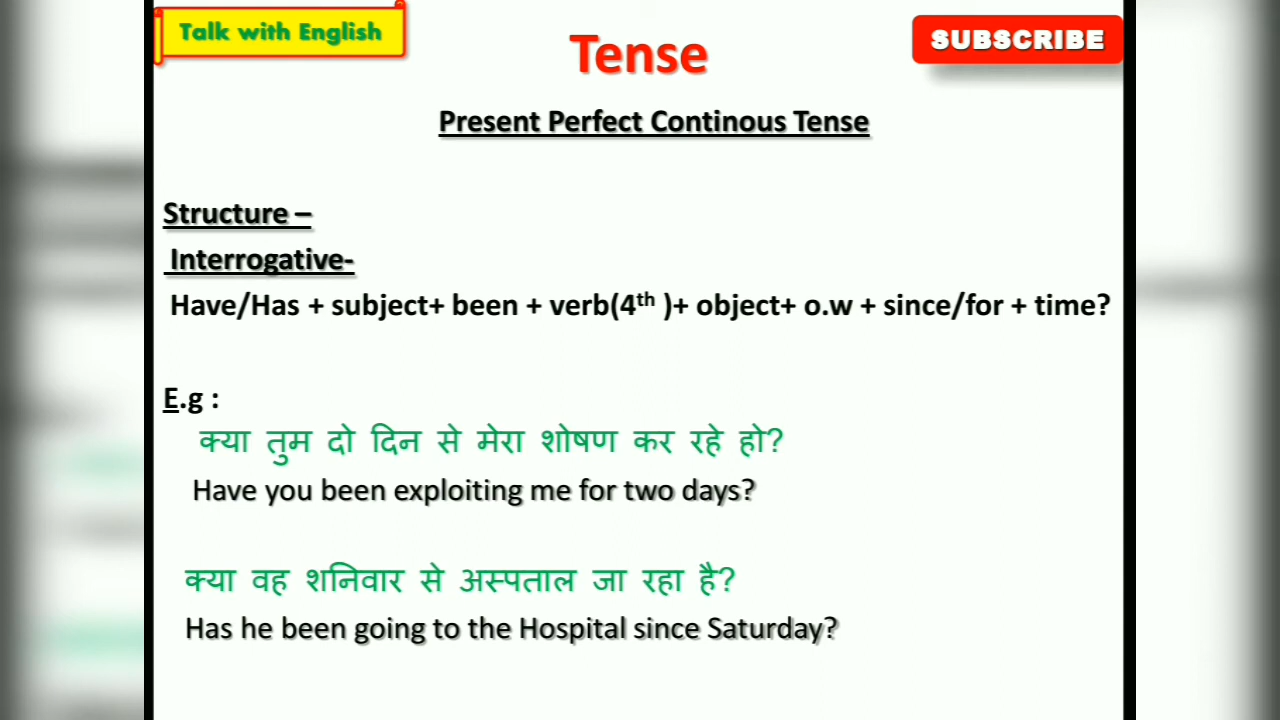 Talk with English
Tense
SUBSCRIBE
Present Perfect Continous Tense
Structure –
Interrogative-
Have/Has + subject+ been + verb(4th )+ object+ o.w + since/for + time?
E.g :
क्या तुम दो दिन से मेरा शोषण कर रहे हो?
Have you been exploiting me for two days?
क्या वह शनिवार से अस्पताल जा रहा है?
Has he been going to the Hospital since Saturday?